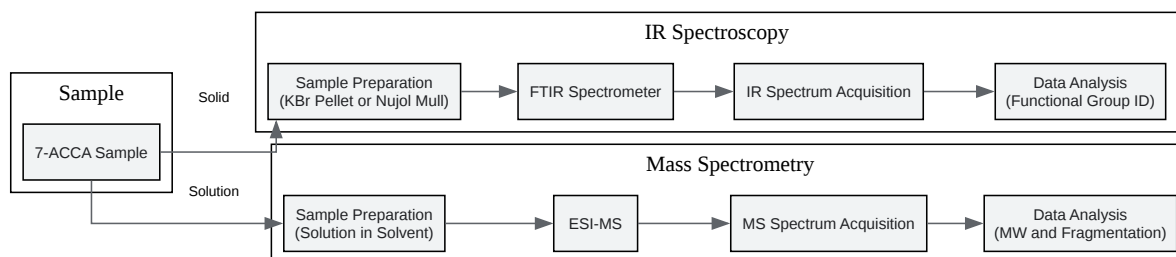 IR Spectroscopy
Sample Preparation
(KBr Pellet or Nujol Mull)
FTIR Spectrometer
IR Spectrum Acquisition
Data Analysis
(Functional Group ID)
Sample
7-ACCA Sample
Solid
Solution
Mass Spectrometry
Sample Preparation
(Solution in Solvent)
ESI-MS
MS Spectrum Acquisition
Data Analysis
(MW and Fragmentation)